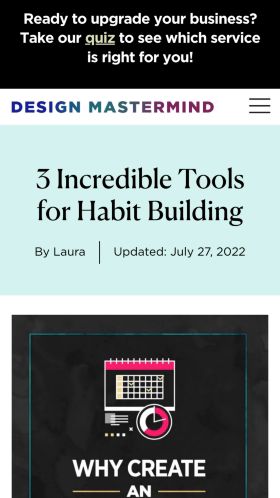 Ready to upgrade your business?
Take our quiz to see which service
is right for you!
DESIGN MASTERMIND
3 Incredible Tools
for Habit Building
By Laura
Updated: July 27, 2022
WHY CREATE
AN